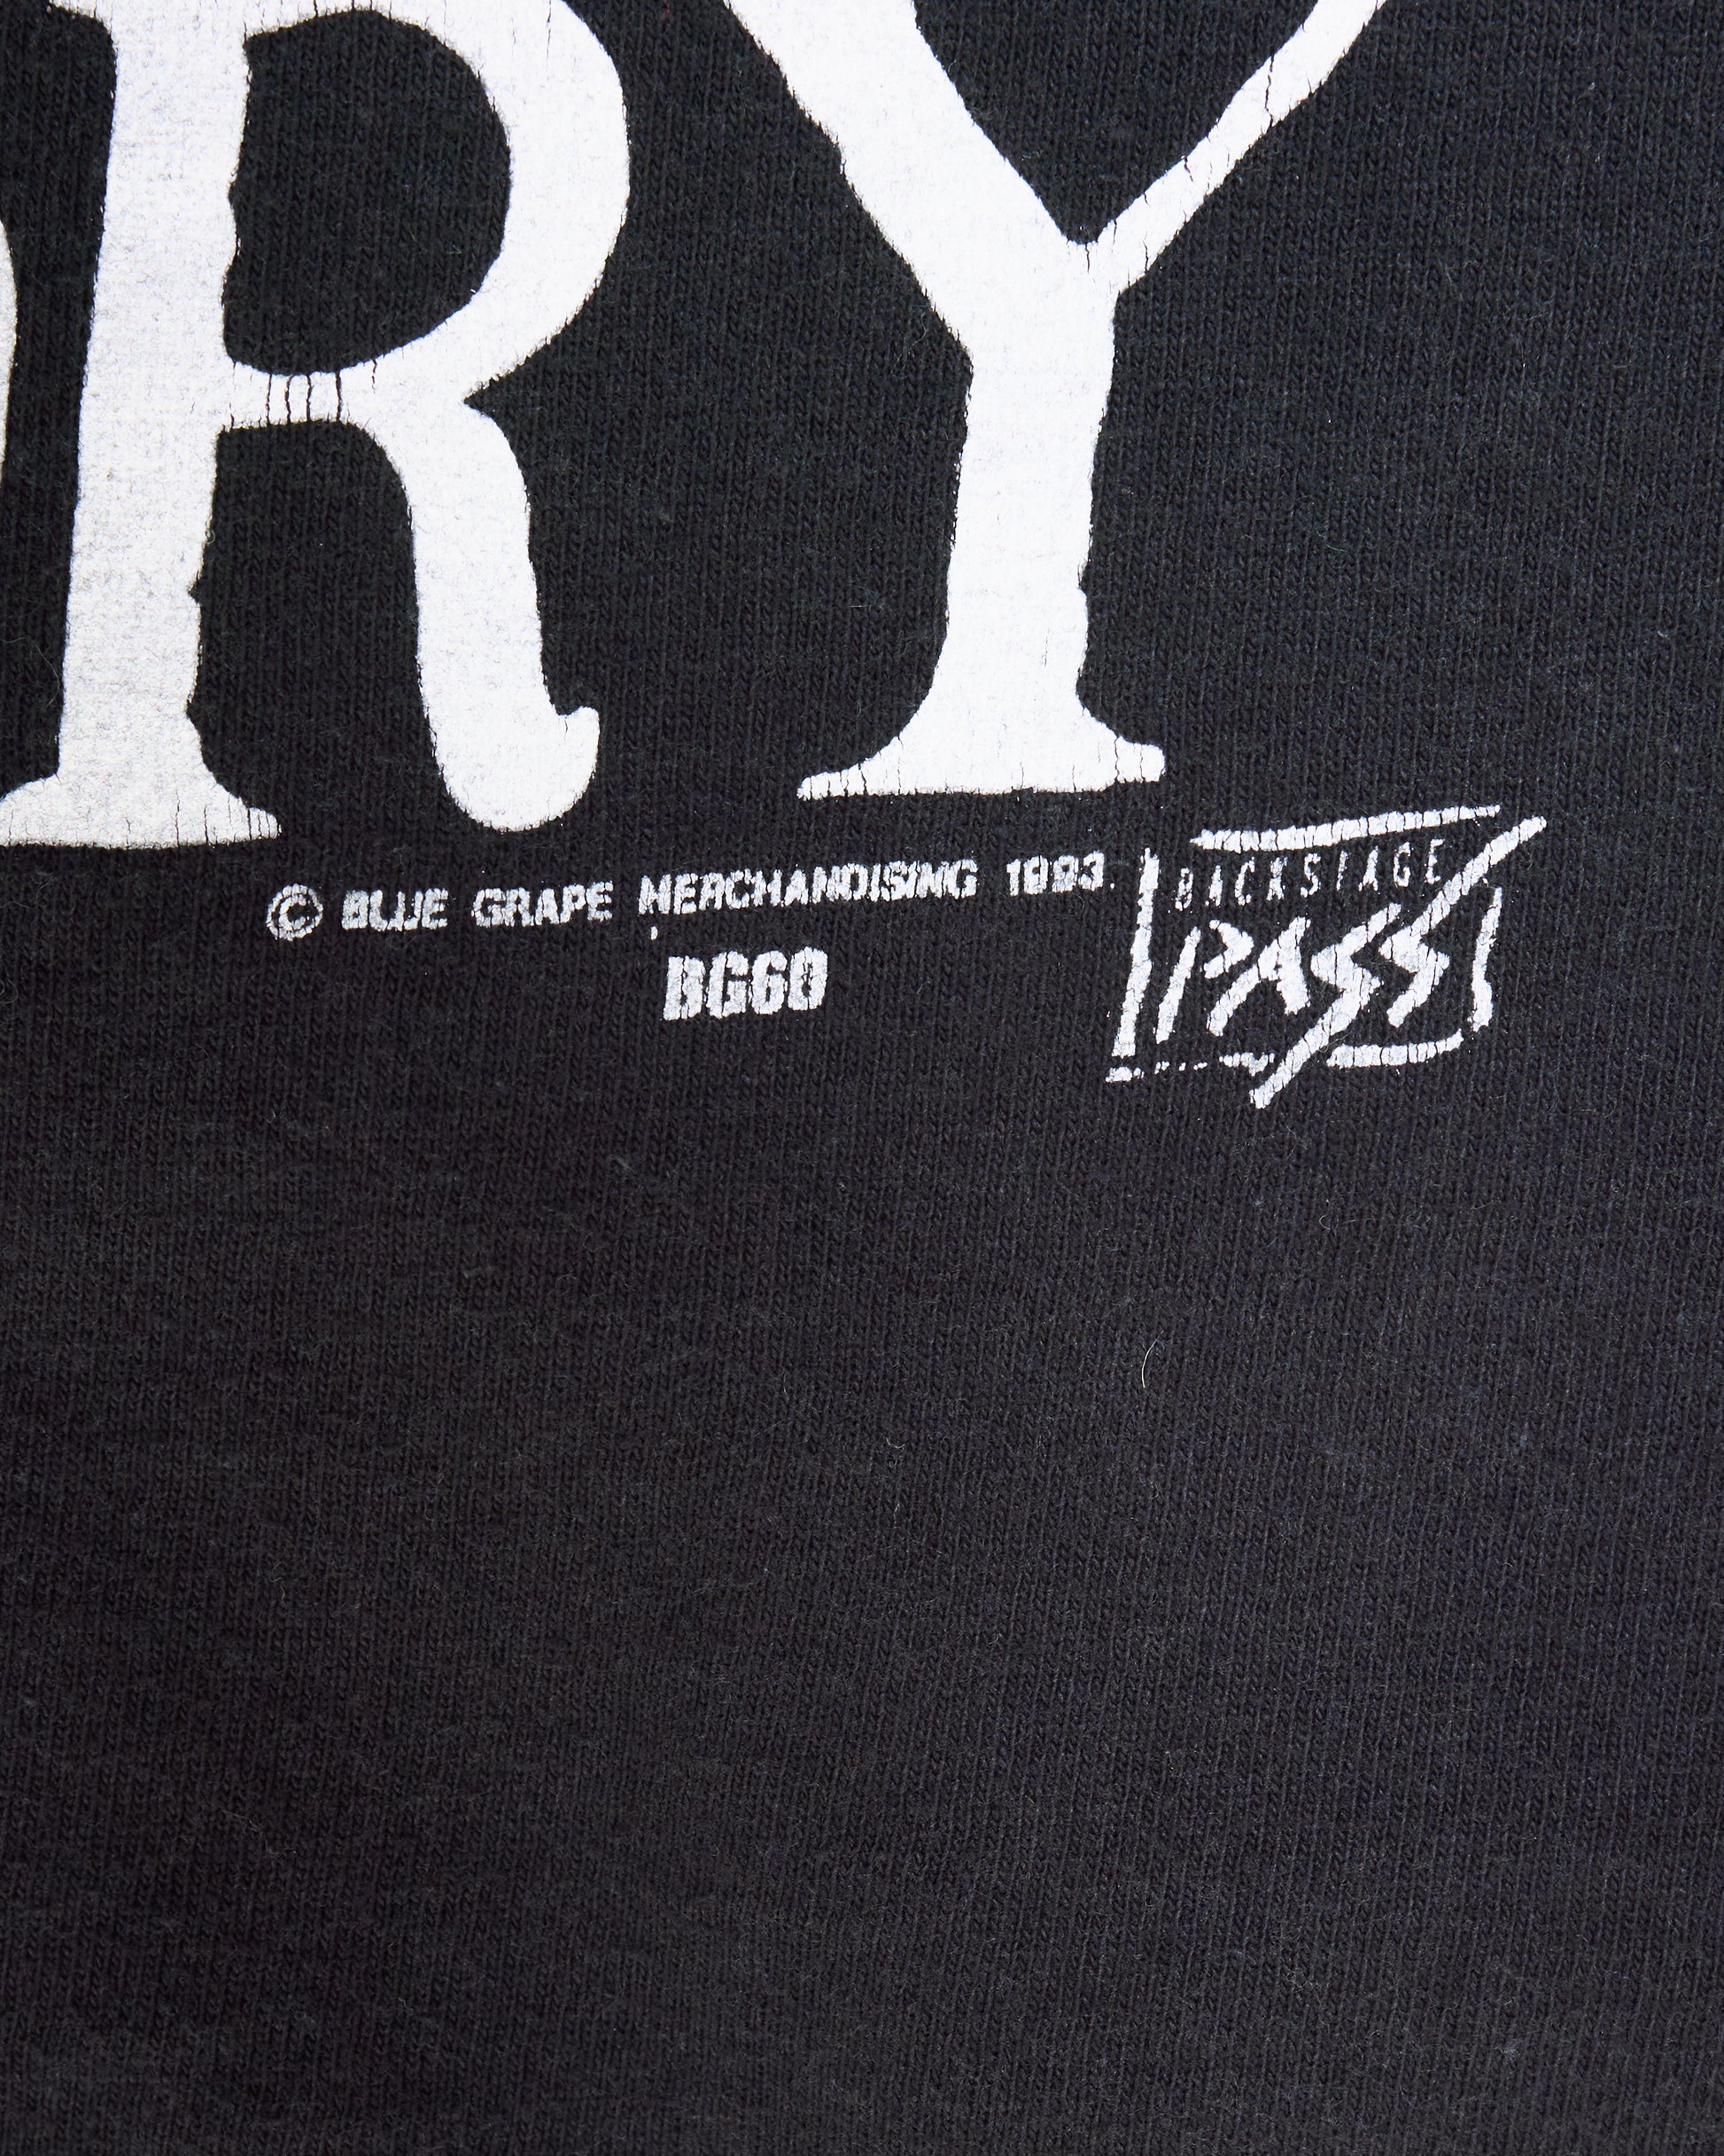 RY
© BLUE GRAPE MERCHANDISING 1993.
BG60
BACKSTAGE
PASS